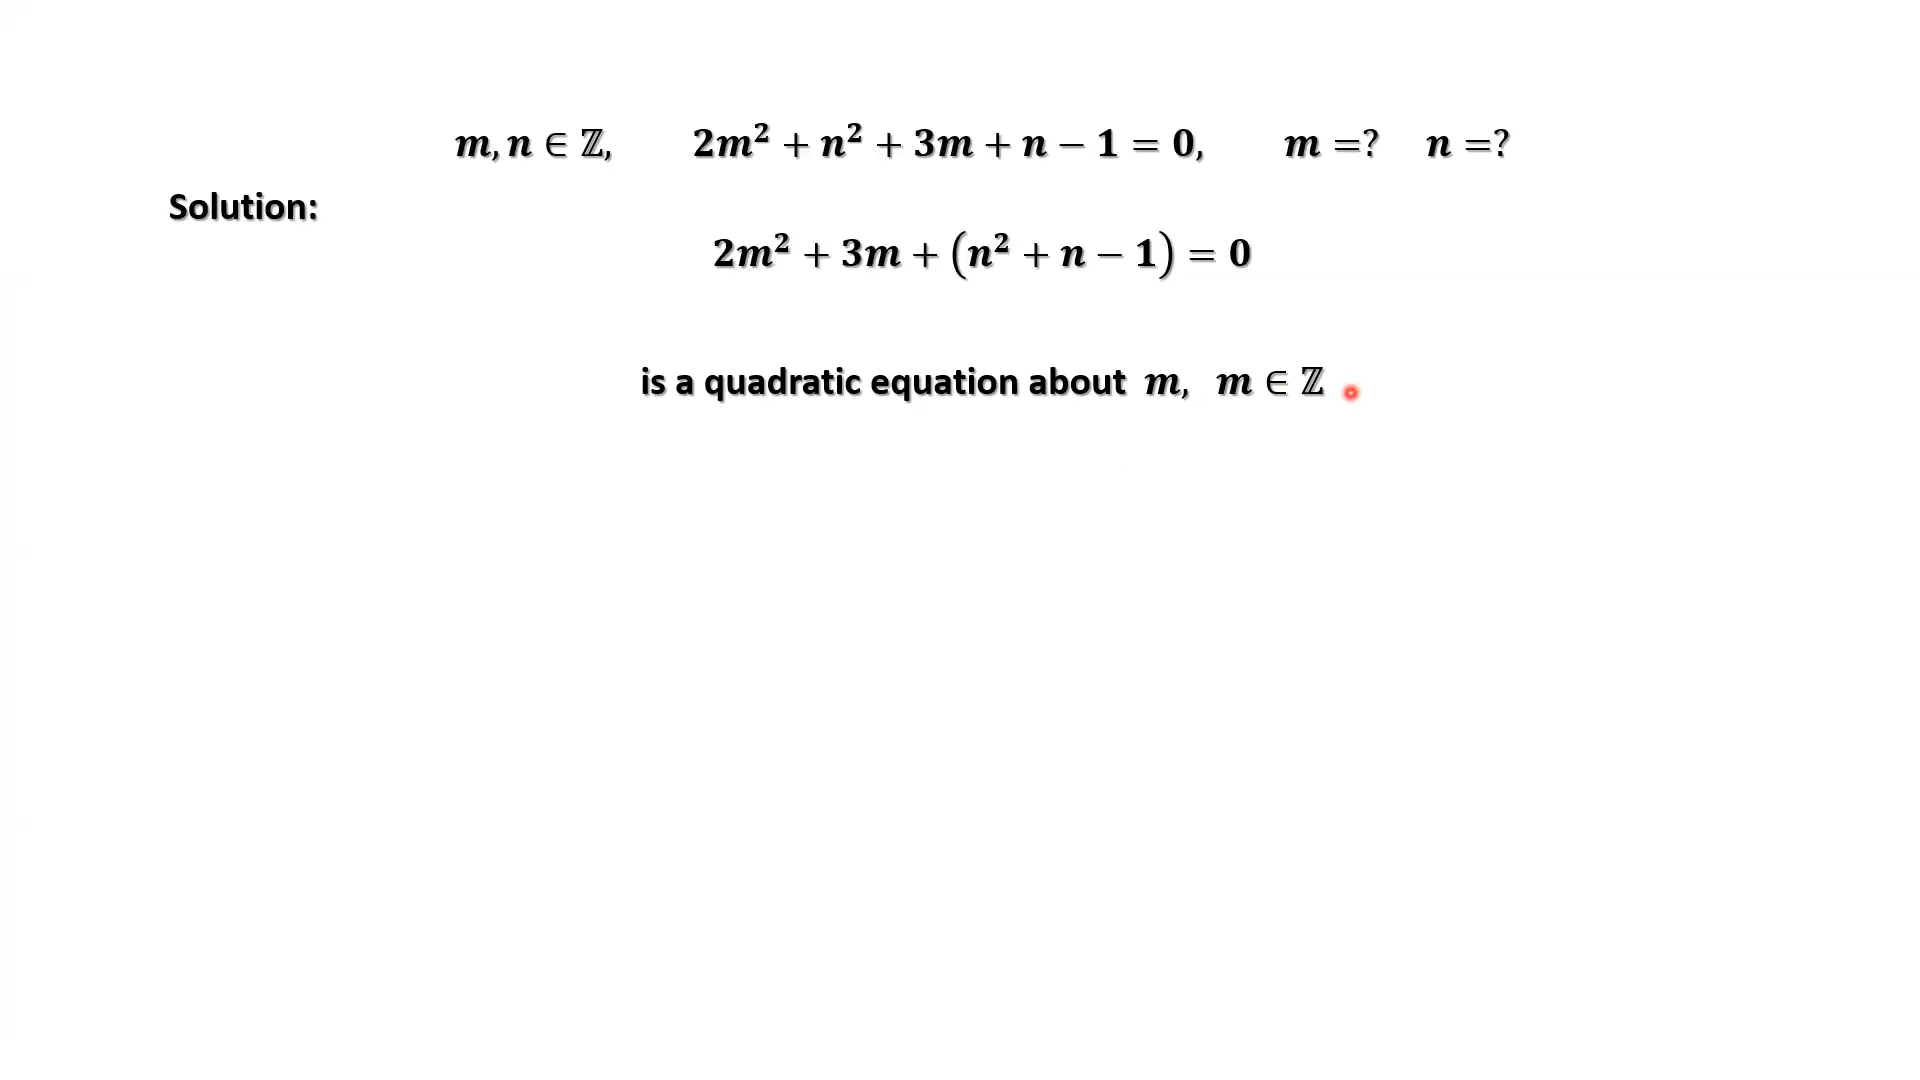 m, n ∈ ℤ, 2m² + n² + 3m + n − 1 = 0, m =? n =?
Solution:
2m² + 3m + (n² + n − 1) = 0
is a quadratic equation about m, m ∈ ℤ